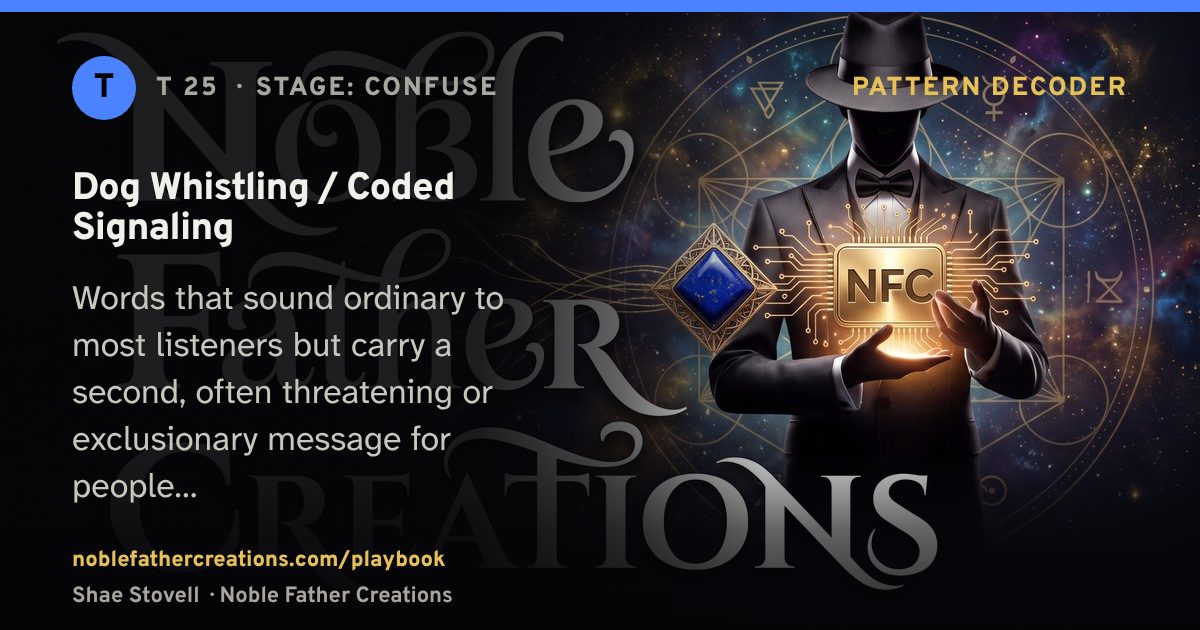 T
T 25 · STAGE: CONFUSE
PATTERN DECODER
Noble
Father
Creations
Dog Whistling / Coded
Signaling
Words that sound ordinary to
most listeners but carry a
second, often threatening or
exclusionary message for
people...
NFC
noblefathercreations.com/playbook
Shae Stovell · Noble Father Creations